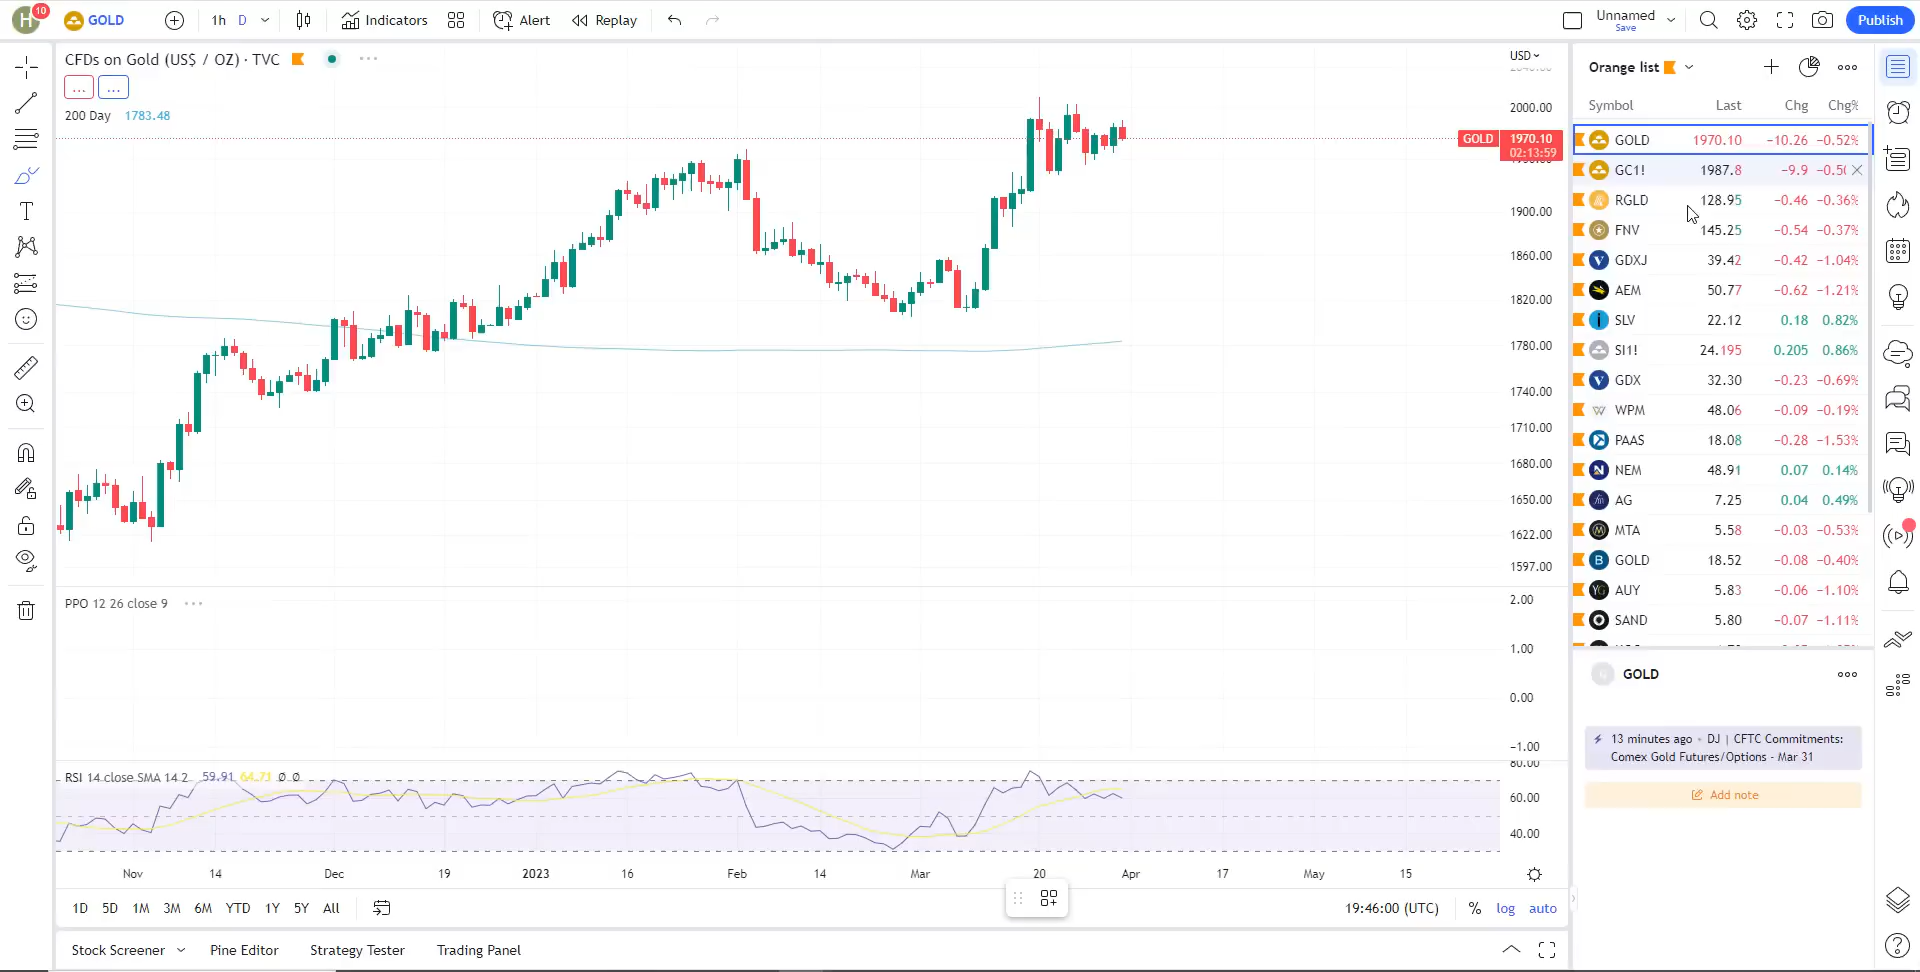 H 10 GOLD 1h D Indicators Alert Replay Unnamed Save Publish
CFDs on Gold (US$ / OZ) · TVC
... ...
200 Day 1783.48
USD
2000.00
GOLD 1970.10
02:13:59
1900.00
1860.00
1820.00
1780.00
1740.00
1710.00
1680.00
1650.00
1622.00
1597.00
PPO 12 26 close 9
2.00
1.00
0.00
−1.00
RSI 14 close SMA 14 2 59.91 64.71 Ø Ø
80.00
60.00
40.00
Nov 14 Dec 19 2023 16 Feb 14 Mar 20 Apr 17 May 15
1D 5D 1M 3M 6M YTD 1Y 5Y All 19:46:00 (UTC) % log auto
Stock Screener Pine Editor Strategy Tester Trading Panel
Orange list
Symbol Last Chg Chg%
GOLD 1970.10 −10.26 −0.52%
GC1! 1987.8 −9.9 −0.50
RGLD 128.95 −0.46 −0.36%
FNV 145.25 −0.54 −0.37%
GDXJ 39.42 −0.42 −1.04%
AEM 50.77 −0.62 −1.21%
SLV 22.12 0.18 0.82%
SI1! 24.195 0.205 0.86%
GDX 32.30 −0.23 −0.69%
WPM 48.06 −0.09 −0.19%
PAAS 18.08 −0.28 −1.53%
NEM 48.91 0.07 0.14%
AG 7.25 0.04 0.49%
MTA 5.58 −0.03 −0.53%
GOLD 18.52 −0.08 −0.40%
AUY 5.83 −0.06 −1.10%
SAND 5.80 −0.07 −1.11%
GOLD
13 minutes ago · DJ | CFTC Commitments:
Comex Gold Futures/Options - Mar 31
Add note